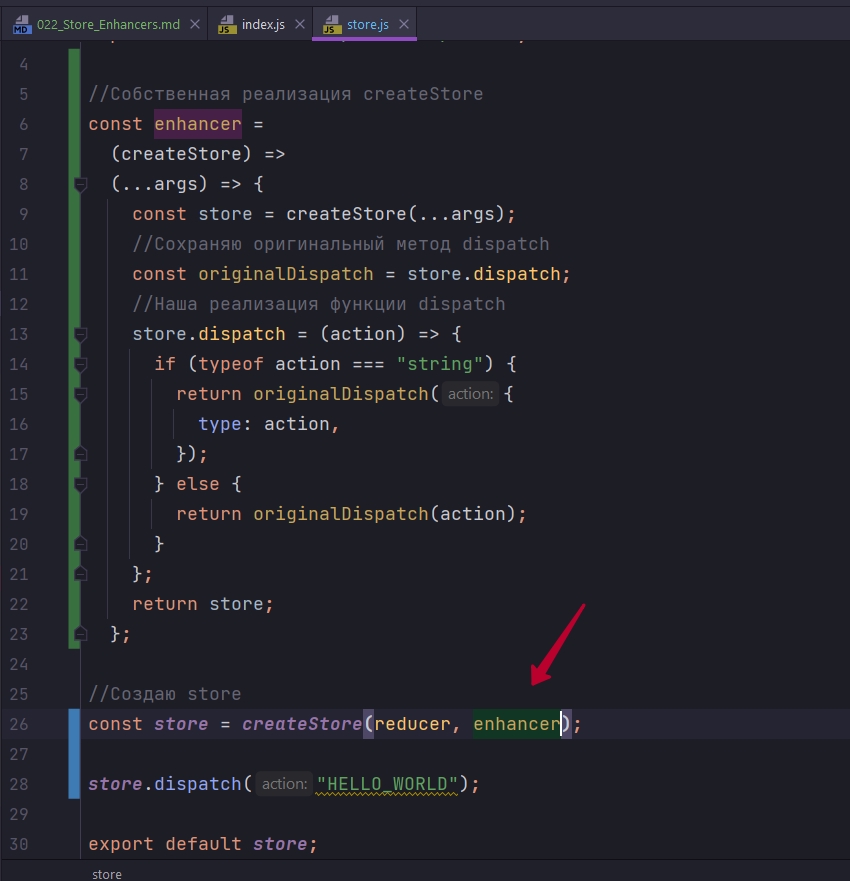 022_Store_Enhancers.md index.js store.js
4
5 //Собственная реализация createStore
6 const enhancer =
7 (createStore) =>
8 (...args) => {
9 const store = createStore(...args);
10 //Сохраняю оригинальный метод dispatch
11 const originalDispatch = store.dispatch;
12 //Наша реализация функции dispatch
13 store.dispatch = (action) => {
14 if (typeof action === "string") {
15 return originalDispatch( action: {
16 type: action,
17 });
18 } else {
19 return originalDispatch(action);
20 }
21 };
22 return store;
23 };
24
25 //Создаю store
26 const store = createStore(reducer, enhancer);
27
28 store.dispatch( action: "HELLO_WORLD");
29
30 export default store;
store